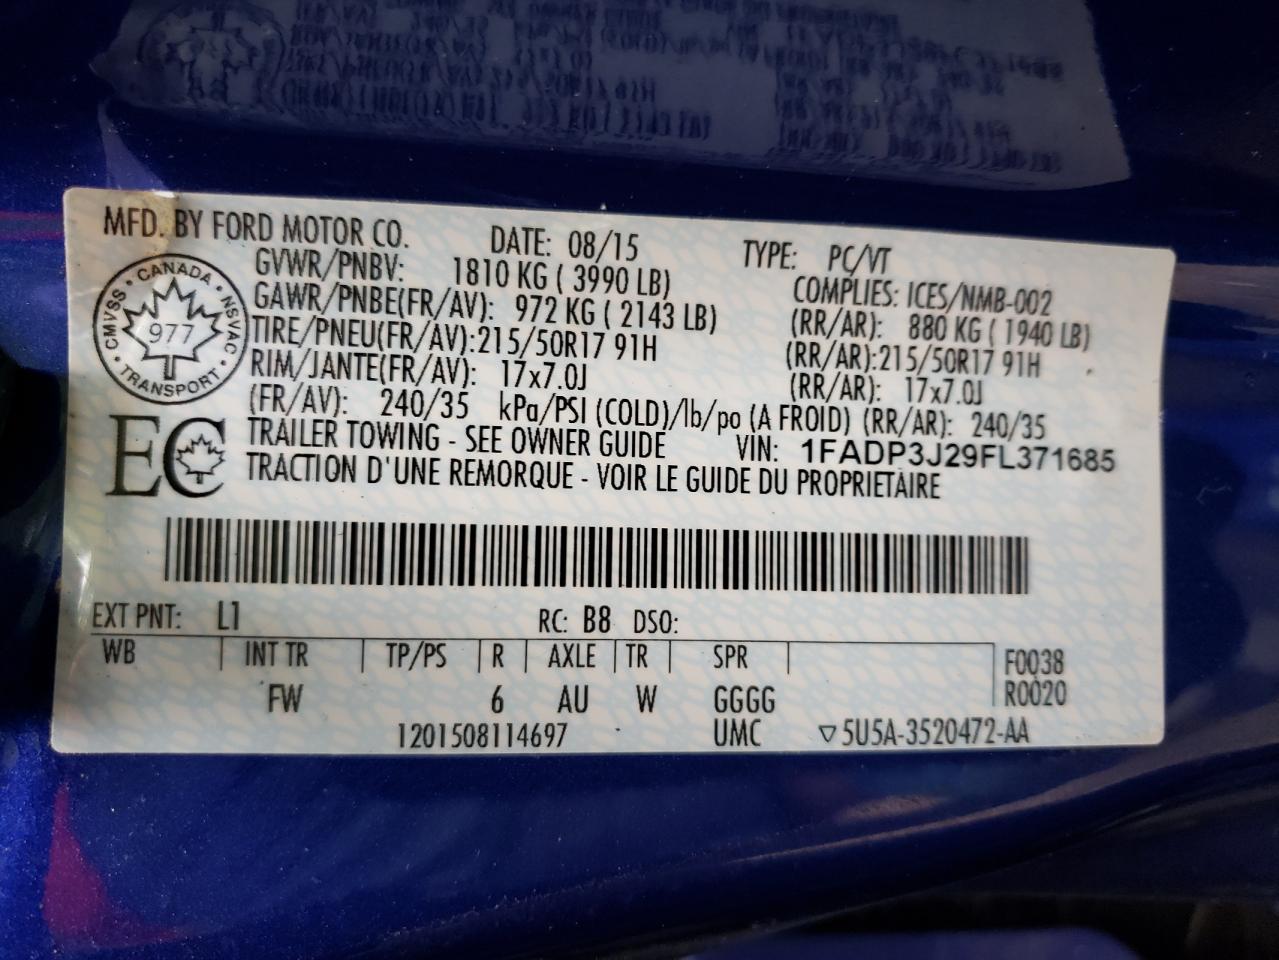 MFD. BY FORD MOTOR CO. DATE: 08/15 TYPE: PC/VT
GVWR/PNBV: 1810 KG ( 3990 LB) COMPLIES: ICES/NMB-002
GAWR/PNBE(FR/AV): 972 KG ( 2143 LB) (RR/AR): 880 KG ( 1940 LB)
TIRE/PNEU(FR/AV):215/50R17 91H (RR/AR):215/50R17 91H
RIM/JANTE(FR/AV): 17x7.0J (RR/AR): 17x7.0J
(FR/AV): 240/35 kPa/PSI (COLD)/lb/po (A FROID) (RR/AR): 240/35
TRAILER TOWING - SEE OWNER GUIDE VIN: 1FADP3J29FL371685
TRACTION D'UNE REMORQUE - VOIR LE GUIDE DU PROPRIETAIRE
CANADA
CMVSS 977 NSVAC
TRANSPORT
EC
EXT PNT: L1 RC: B8 DSO:
WB INT TR TP/PS R AXLE TR SPR F0038
FW 6 AU W GGGG R0020
1201508114697 UMC ▽5U5A-3520472-AA